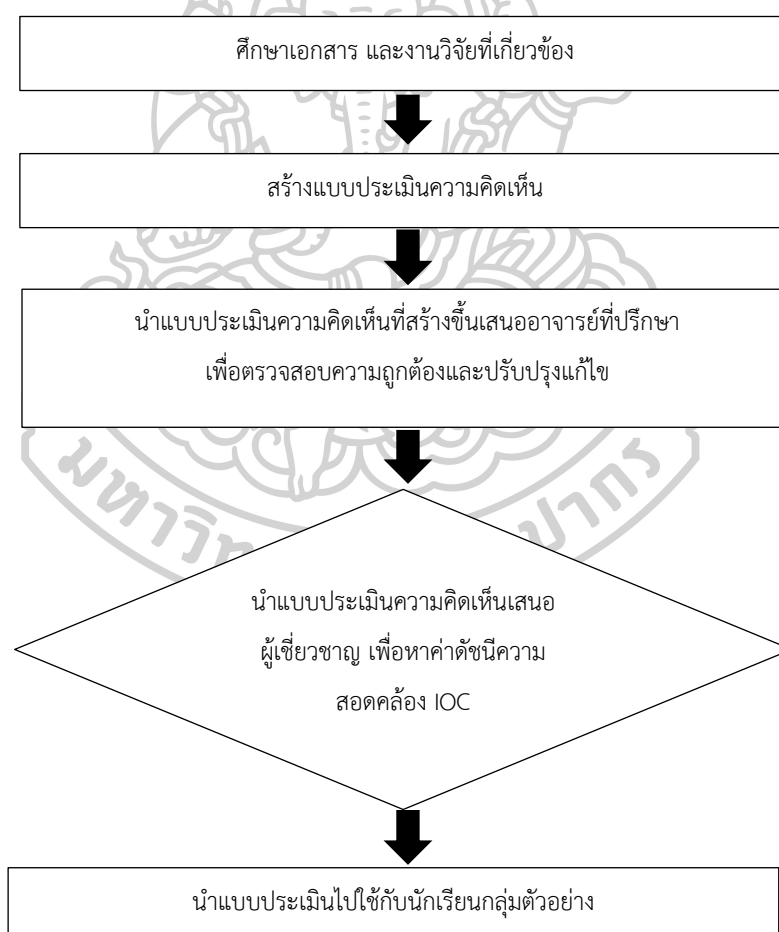 ศึกษาเอกสาร และงานวิจัยที่เกี่ยวข้อง
สร้างแบบประเมินความคิดเห็น
นำแบบประเมินความคิดเห็นที่สร้างขึ้นเสนออาจารย์ที่ปรึกษา
เพื่อตรวจสอบความถูกต้องและปรับปรุงแก้ไข
นำแบบประเมินความคิดเห็นเสนอ
ผู้เชี่ยวชาญ เพื่อหาค่าดัชนีความ
สอดคล้อง IOC
นำแบบประเมินไปใช้กับนักเรียนกลุ่มตัวอย่าง